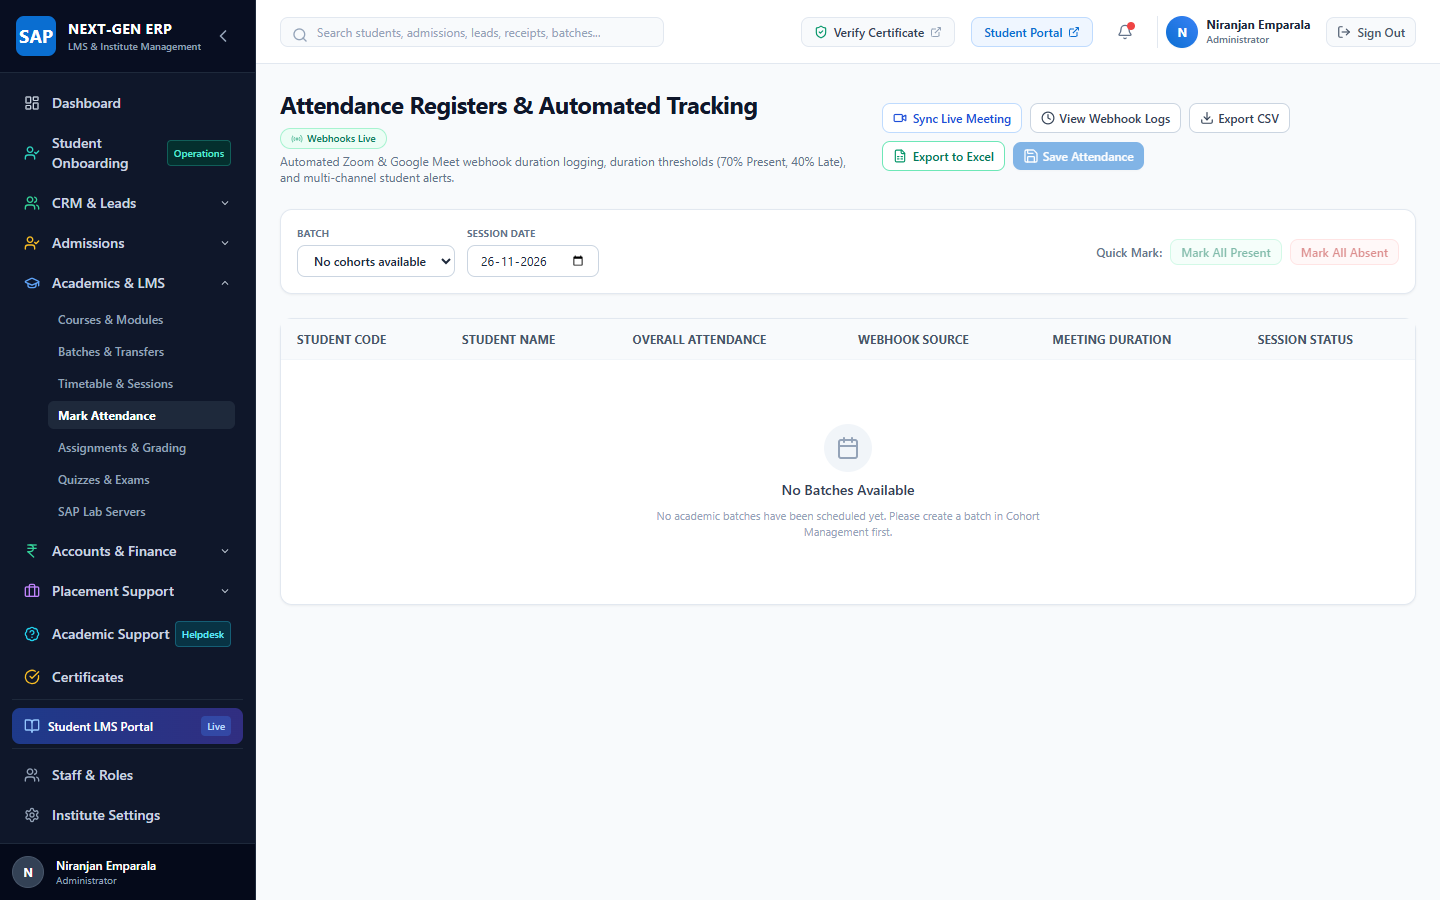 SAP
NEXT-GEN ERP
LMS & Institute Management
Dashboard
Student Onboarding
Operations
CRM & Leads
Admissions
Academics & LMS
Courses & Modules
Batches & Transfers
Timetable & Sessions
Mark Attendance
Assignments & Grading
Quizzes & Exams
SAP Lab Servers
Accounts & Finance
Placement Support
Academic Support
Helpdesk
Certificates
Student LMS Portal
Live
Staff & Roles
Institute Settings
N
Niranjan Emparala
Administrator
Search students, admissions, leads, receipts, batches...
Verify Certificate
Student Portal
N
Niranjan Emparala
Administrator
Sign Out
Attendance Registers & Automated Tracking
Webhooks Live
Automated Zoom & Google Meet webhook duration logging, duration thresholds (70% Present, 40% Late),
and multi-channel student alerts.
Sync Live Meeting
View Webhook Logs
Export CSV
Export to Excel
Save Attendance
BATCH
No cohorts available
SESSION DATE
26-11-2026
Quick Mark:
Mark All Present
Mark All Absent
STUDENT CODE
STUDENT NAME
OVERALL ATTENDANCE
WEBHOOK SOURCE
MEETING DURATION
SESSION STATUS
No Batches Available
No academic batches have been scheduled yet. Please create a batch in Cohort
Management first.